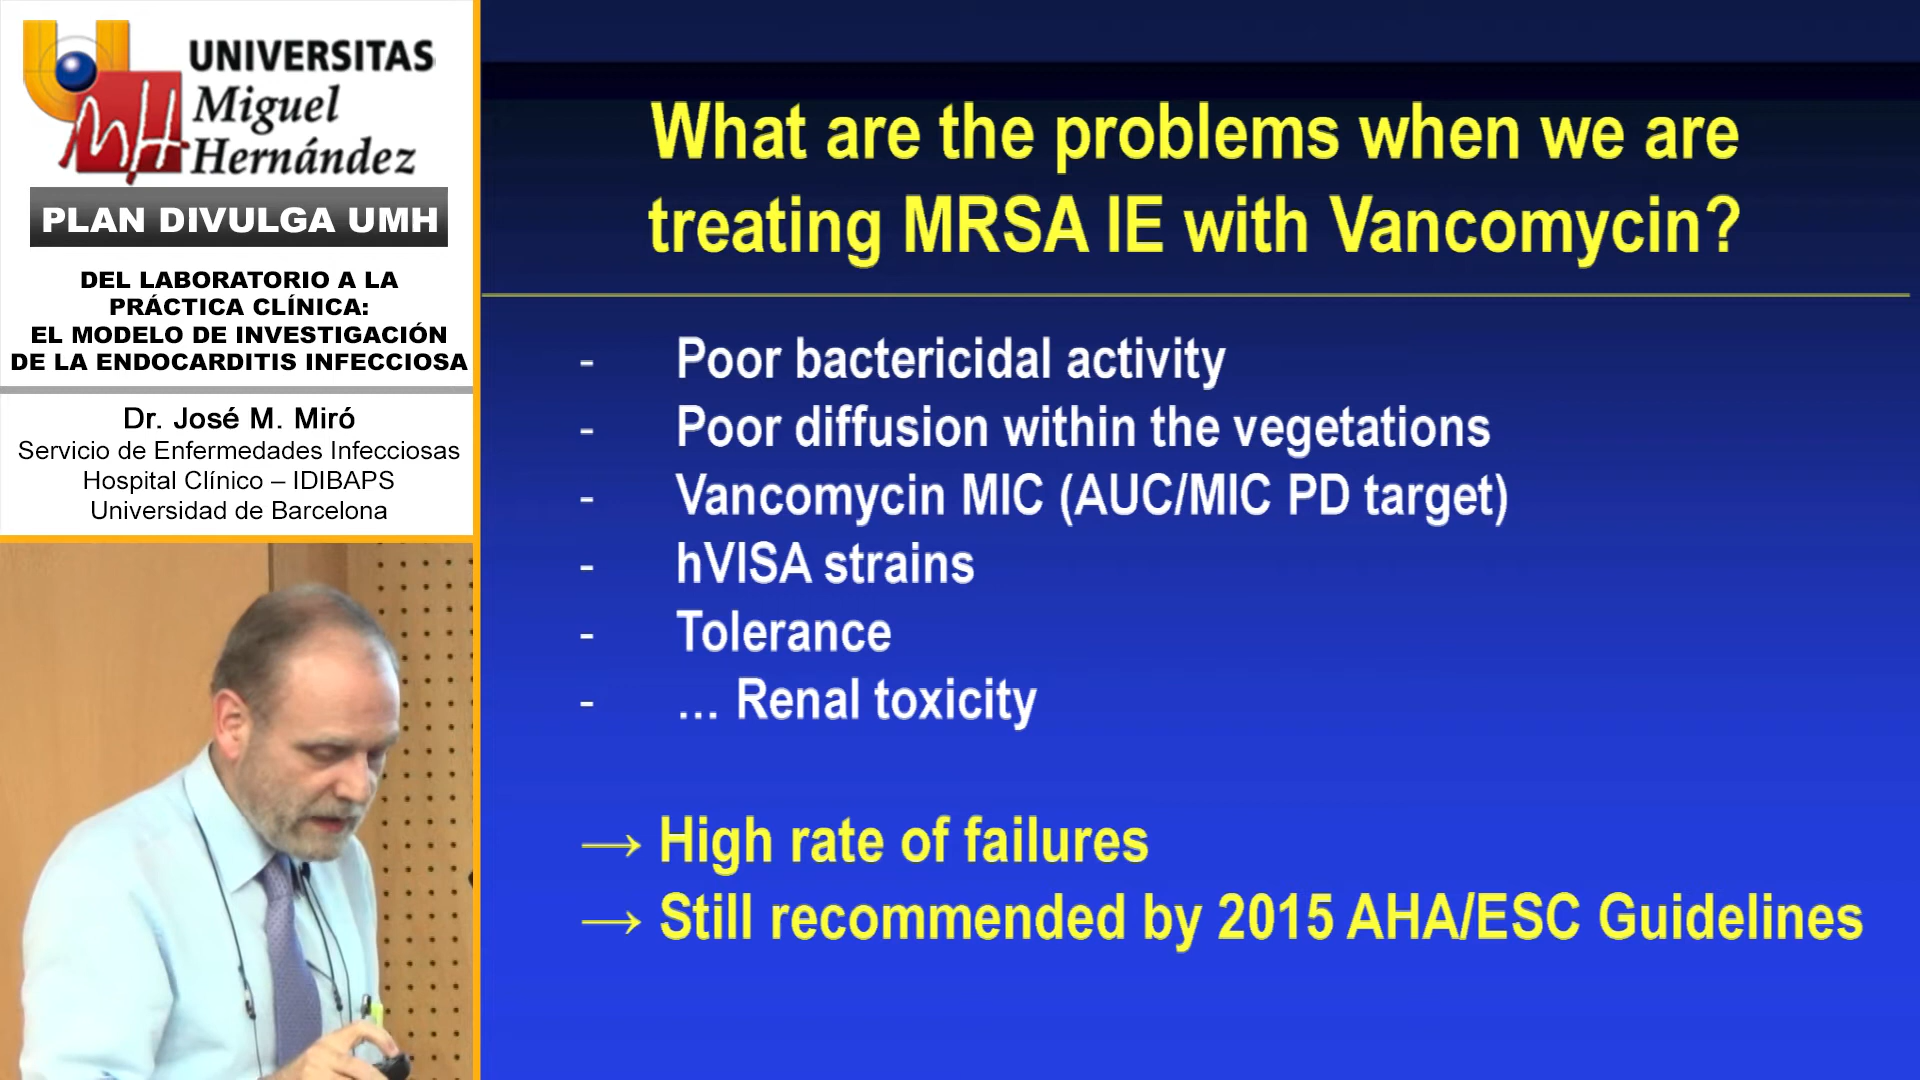 UNIVERSITAS
Miguel
Hernández
PLAN DIVULGA UMH
DEL LABORATORIO A LA
PRÁCTICA CLÍNICA:
EL MODELO DE INVESTIGACIÓN
DE LA ENDOCARDITIS INFECCIOSA
Dr. José M. Miró
Servicio de Enfermedades Infecciosas
Hospital Clínico – IDIBAPS
Universidad de Barcelona
What are the problems when we are
treating MRSA IE with Vancomycin?
- Poor bactericidal activity
- Poor diffusion within the vegetations
- Vancomycin MIC (AUC/MIC PD target)
- hVISA strains
- Tolerance
- … Renal toxicity
→ High rate of failures
→ Still recommended by 2015 AHA/ESC Guidelines